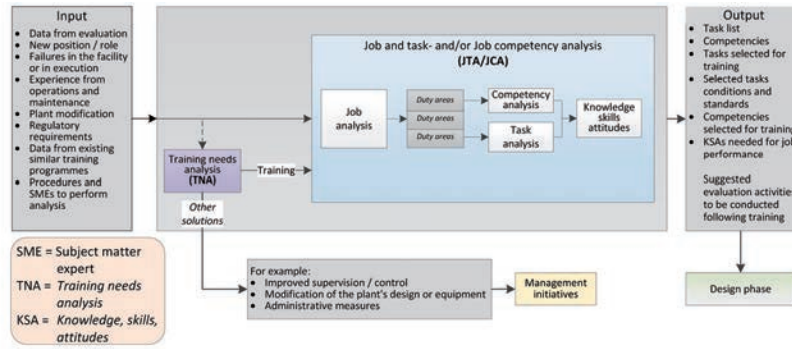 Input
• Data from evaluation
• New position / role
• Failures in the facility
or in execution
• Experience from
operations and
maintenance
• Plant modification
• Regulatory
requirements
• Data from existing
similar training
programmes
• Procedures and
SMEs to perform
analysis
Job and task- and/or Job competency analysis
(JTA/JCA)
Job
analysis
Duty areas
Duty areas
Duty areas
Competency
analysis
Task
analysis
Knowledge
skills
attitudes
Training needs
analysis
(TNA)
Training
Other
solutions
Output
• Task list
• Competencies
• Tasks selected for
training
• Selected tasks
conditions and
standards
• Competencies
selected for training
• KSAs needed for job
performance
Suggested
evaluation activities
to be conducted
following training
SME = Subject matter
expert
TNA = Training needs
analysis
KSA = Knowledge, skills,
attitudes
For example:
• Improved supervision / control
• Modification of the plant's design or equipment
• Administrative measures
Management
initiatives
Design phase